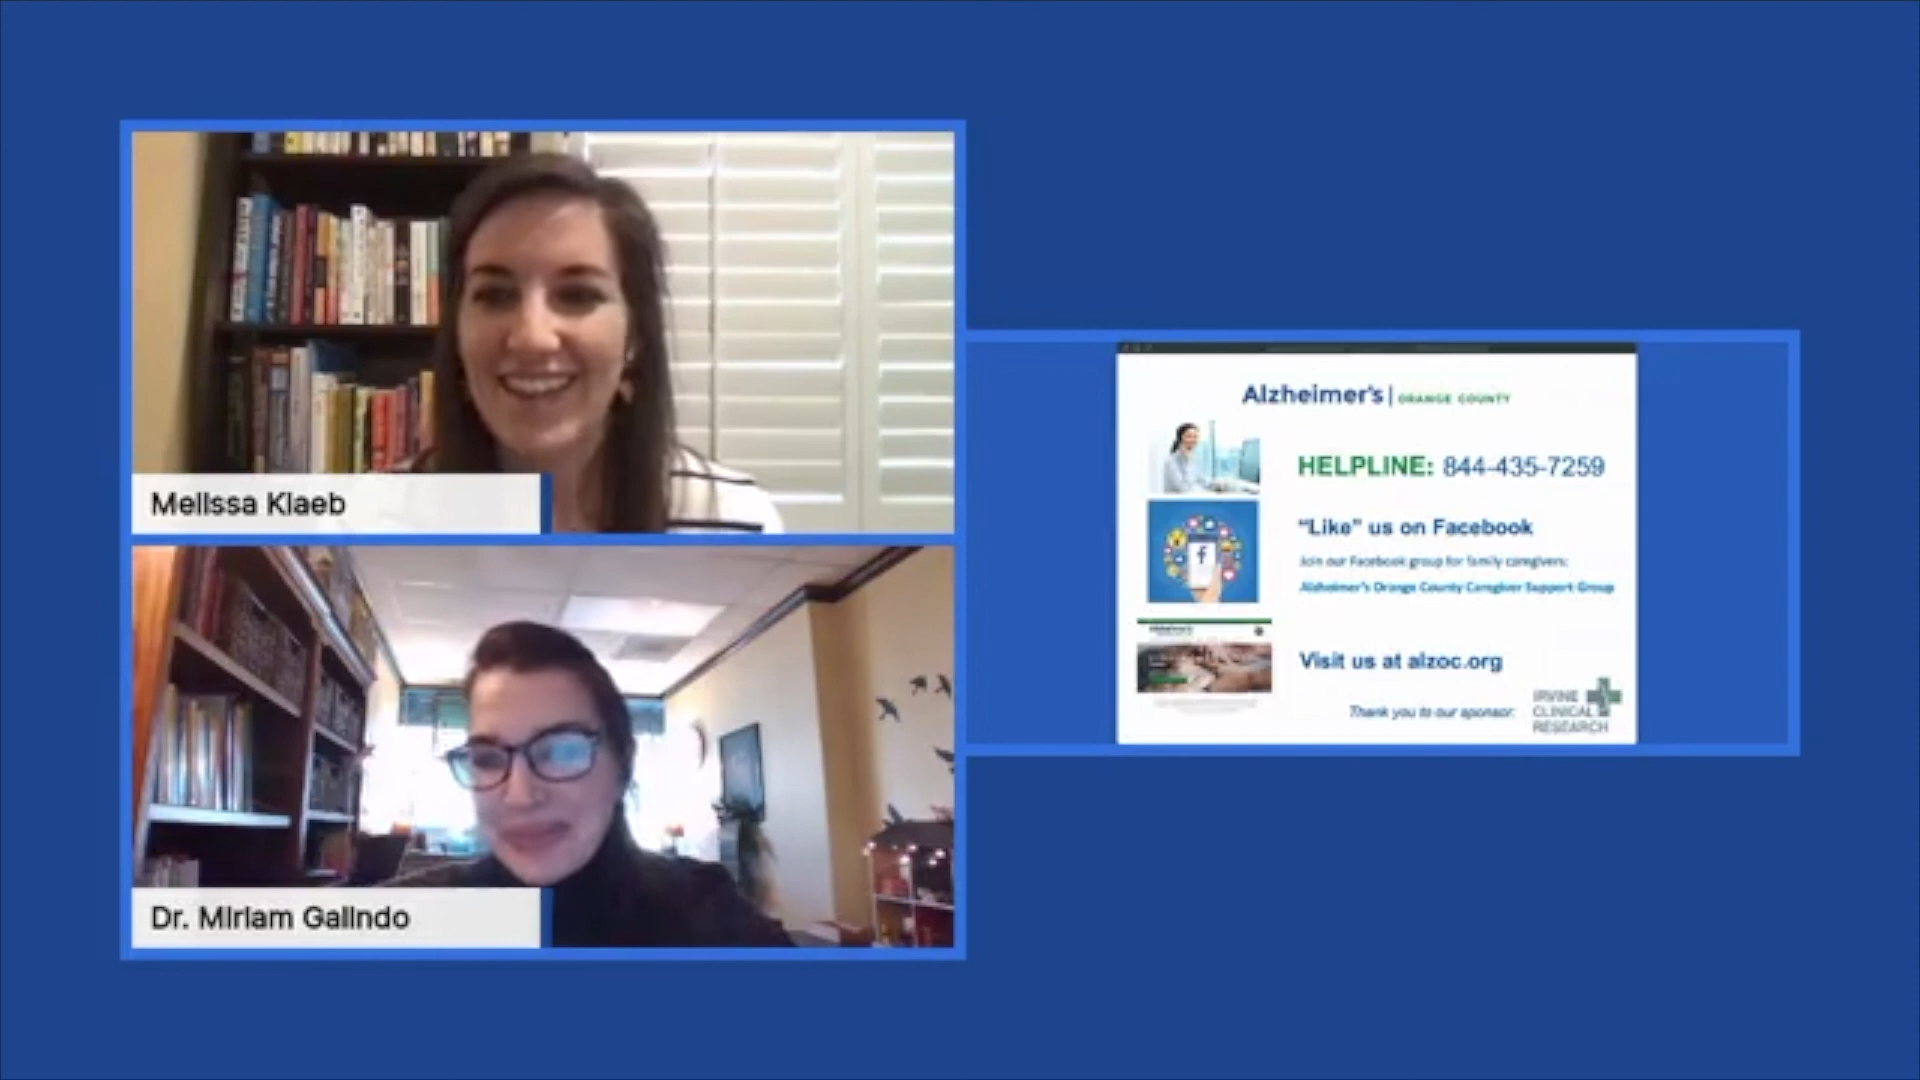 Melissa Klaeb
Dr. Miriam Galindo
Alzheimer's | ORANGE COUNTY
HELPLINE: 844-435-7259
“Like” us on Facebook
Join our Facebook group for family caregivers:
Alzheimer's Orange County Caregiver Support Group
Visit us at alzoc.org
Thank you to our sponsor:
IRVINE
CLINICAL
RESEARCH